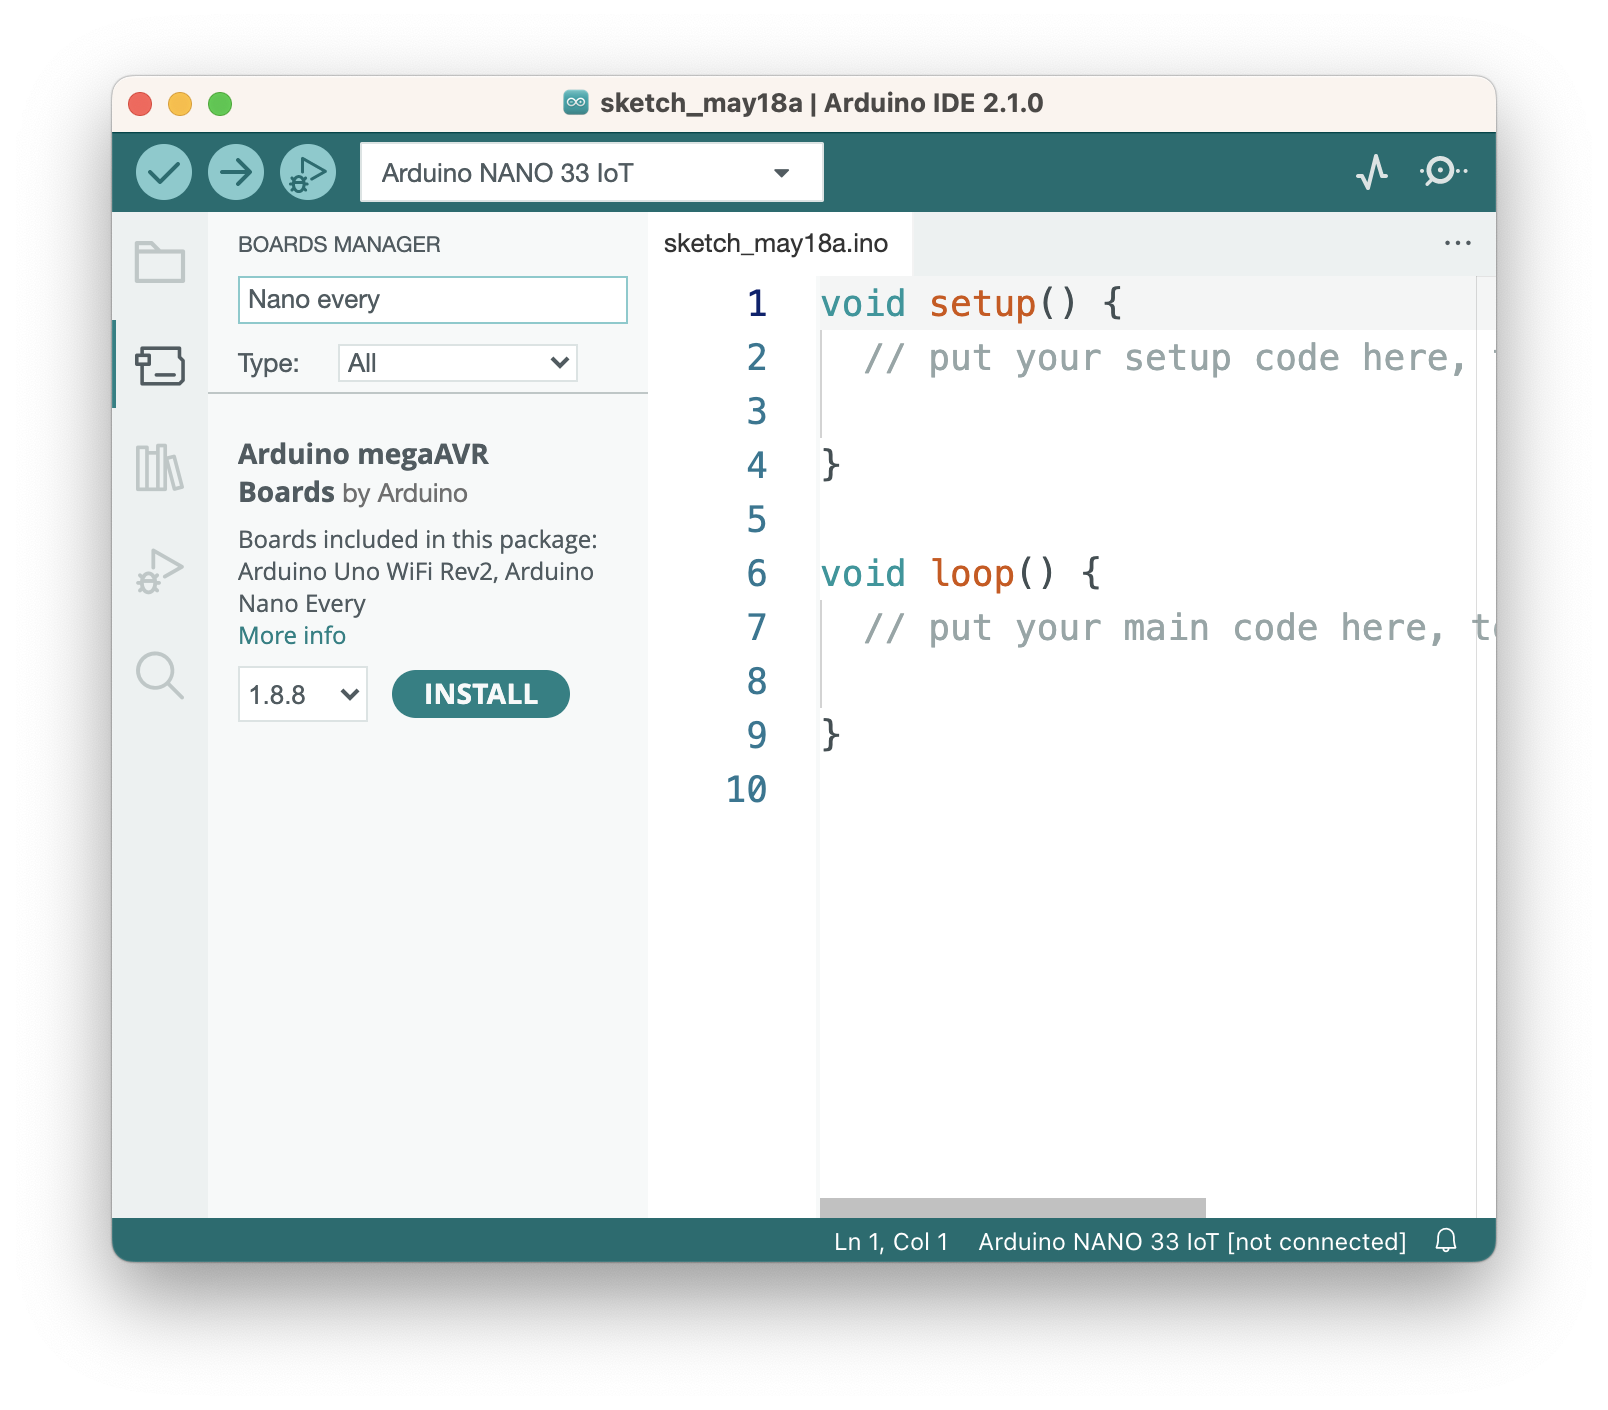 sketch_may18a | Arduino IDE 2.1.0
Arduino NANO 33 IoT
BOARDS MANAGER
Nano every
Type: All
Arduino megaAVR
Boards by Arduino
Boards included in this package:
Arduino Uno WiFi Rev2, Arduino
Nano Every
More info
1.8.8 INSTALL
sketch_may18a.ino
1 void setup() {
2 // put your setup code here,
3
4 }
5
6 void loop() {
7 // put your main code here,
8
9 }
10
Ln 1, Col 1 Arduino NANO 33 IoT [not connected]